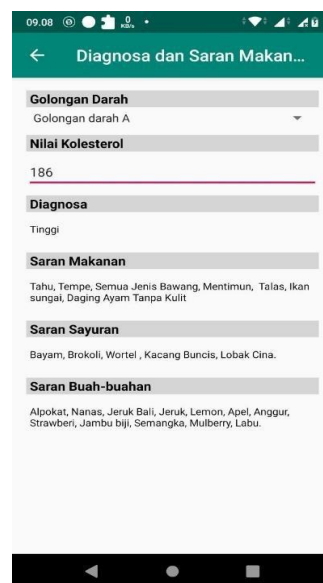 09.08
KB/s
Diagnosa dan Saran Makan...
Golongan Darah
Golongan darah A
Nilai Kolesterol
186
Diagnosa
Tinggi
Saran Makanan
Tahu, Tempe, Semua Jenis Bawang, Mentimun, Talas, Ikan
sungai, Daging Ayam Tanpa Kulit
Saran Sayuran
Bayam, Brokoli, Wortel , Kacang Buncis, Lobak Cina.
Saran Buah-buahan
Alpokat, Nanas, Jeruk Bali, Jeruk, Lemon, Apel, Anggur,
Strawberi, Jambu biji, Semangka, Mulberry, Labu.